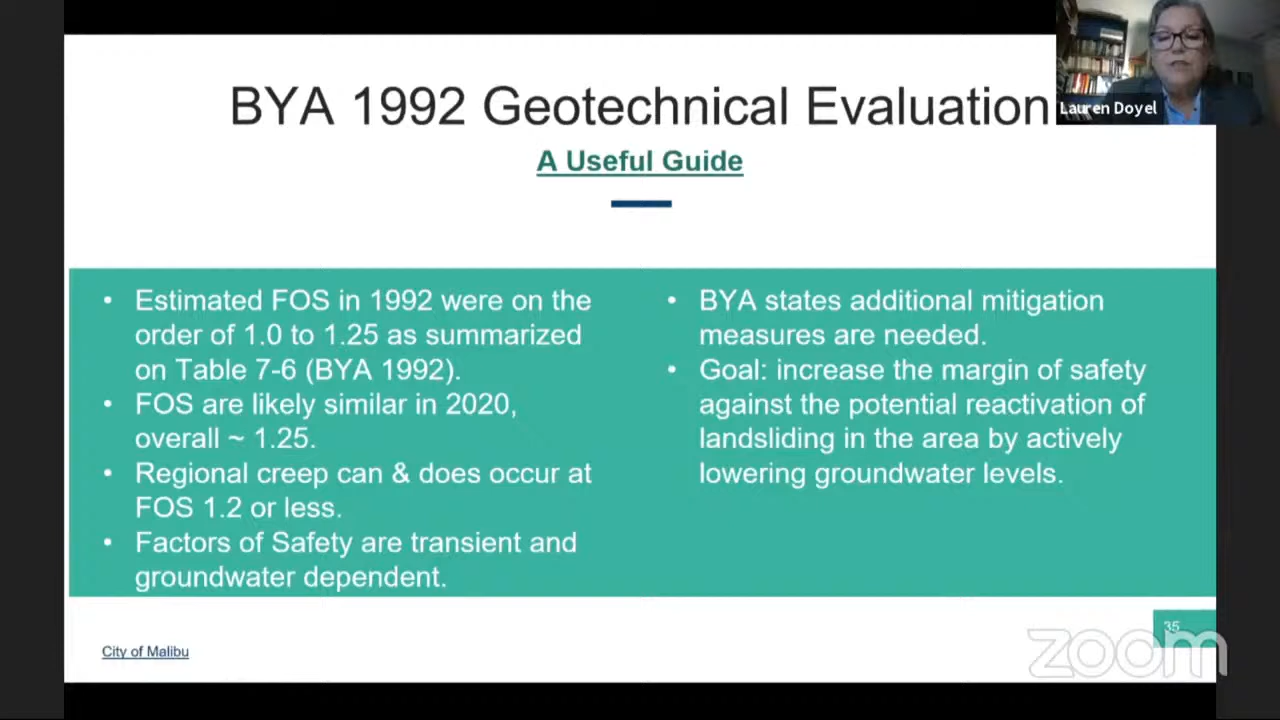 BYA 1992 Geotechnical Evaluation
Lauren Doyel
A Useful Guide
• Estimated FOS in 1992 were on the
order of 1.0 to 1.25 as summarized
on Table 7-6 (BYA 1992).
• FOS are likely similar in 2020,
overall ~ 1.25.
• Regional creep can & does occur at
FOS 1.2 or less.
• Factors of Safety are transient and
groundwater dependent.
• BYA states additional mitigation
measures are needed.
• Goal: increase the margin of safety
against the potential reactivation of
landsliding in the area by actively
lowering groundwater levels.
City of Malibu
35
zoom